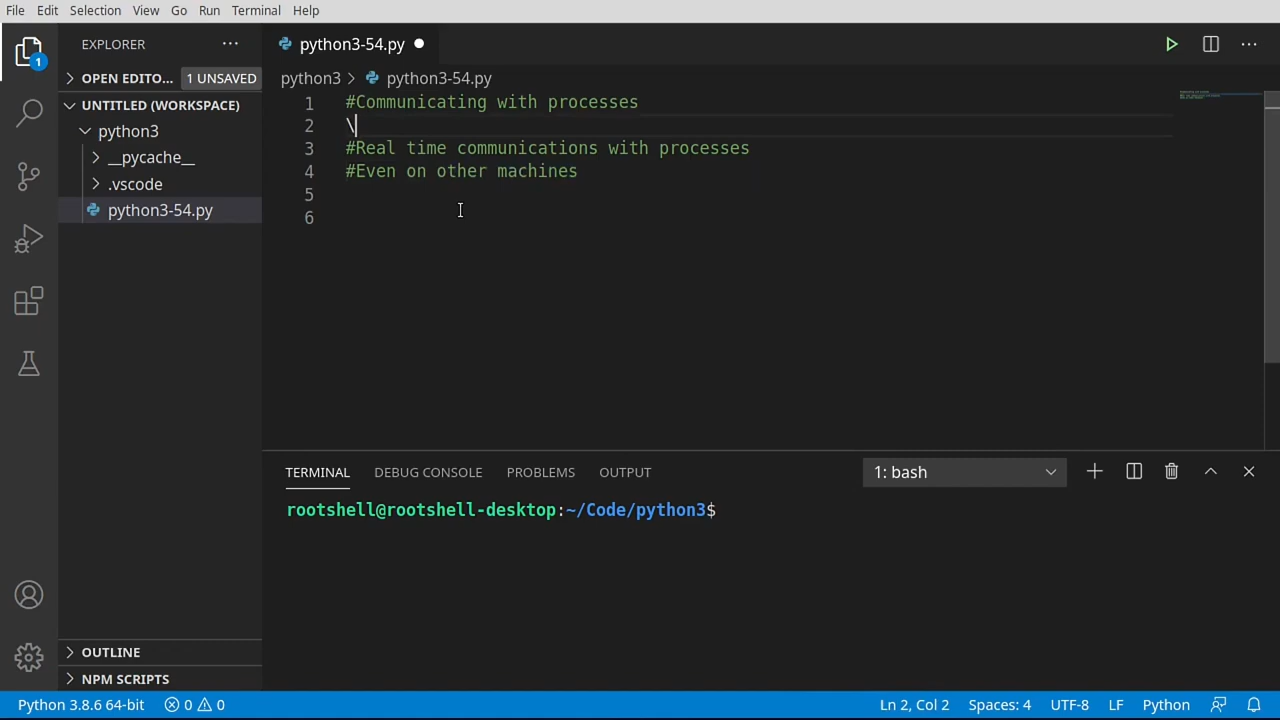 File Edit Selection View Go Run Terminal Help
EXPLORER ···
python3-54.py
OPEN EDITO... 1 UNSAVED
python3 > python3-54.py
UNTITLED (WORKSPACE)
python3
__pycache__
.vscode
python3-54.py
1 #Communicating with processes
2 \
3 #Real time communications with processes
4 #Even on other machines
5
6
1
TERMINAL DEBUG CONSOLE PROBLEMS OUTPUT 1: bash
rootshell@rootshell-desktop:~/Code/python3$
OUTLINE
NPM SCRIPTS
Python 3.8.6 64-bit 0 0 Ln 2, Col 2 Spaces: 4 UTF-8 LF Python